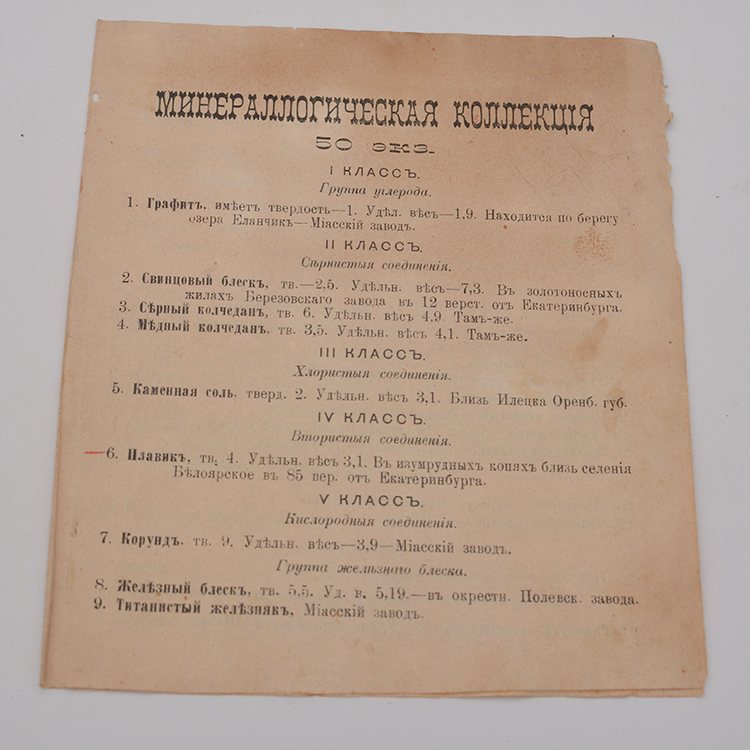 МИНЕРАЛЛОГИЧЕСКАЯ КОЛЛЕКЦІЯ
50 экз.
I КЛАССЪ.
Группа углерода.
1. Графитъ, имѣетъ твердость—1. Удѣл. вѣсъ—1,9. Находится по берегу
озера Еланчикъ—Міасскій заводъ.
II КЛАССЪ.
Сѣрнистыя соединенія.
2. Свинцовый блескъ, тв.—2,5. Удѣльн. вѣсъ—7,3. Въ золотоносныхъ
жилахъ Березовскаго завода въ 12 верст. отъ Екатеринбурга.
3. Сѣрный колчеданъ, тв. 6. Удѣльн. вѣсъ 4,9. Тамъ-же.
4. Мѣдный колчеданъ, тв. 3,5. Удѣльн. вѣсъ 4,1. Тамъ-же.
III КЛАССЪ.
Хлористыя соединенія.
5. Каменная соль, тверд. 2. Удѣльн. вѣсъ 3,1. Близь Илецка Оренб. губ.
IV КЛАССЪ.
Втористыя соединенія.
6. Плавикъ, тв. 4. Удѣльн. вѣсъ 3,1. Въ изумрудныхъ копяхъ близь селенія
Бѣлоярское въ 85 вер. отъ Екатеринбурга.
V КЛАССЪ.
Кислородныя соединенія.
7. Корундъ, тв. 9. Удѣльн. вѣсъ—3,9—Міасскій заводъ.
Группа желѣзнаго блеска.
8. Желѣзный блескъ, тв. 5,5. Уд. в. 5,19.—въ окрестн. Полевск. завода.
9. Титанистый желѣзнякъ, Міасскій заводъ.